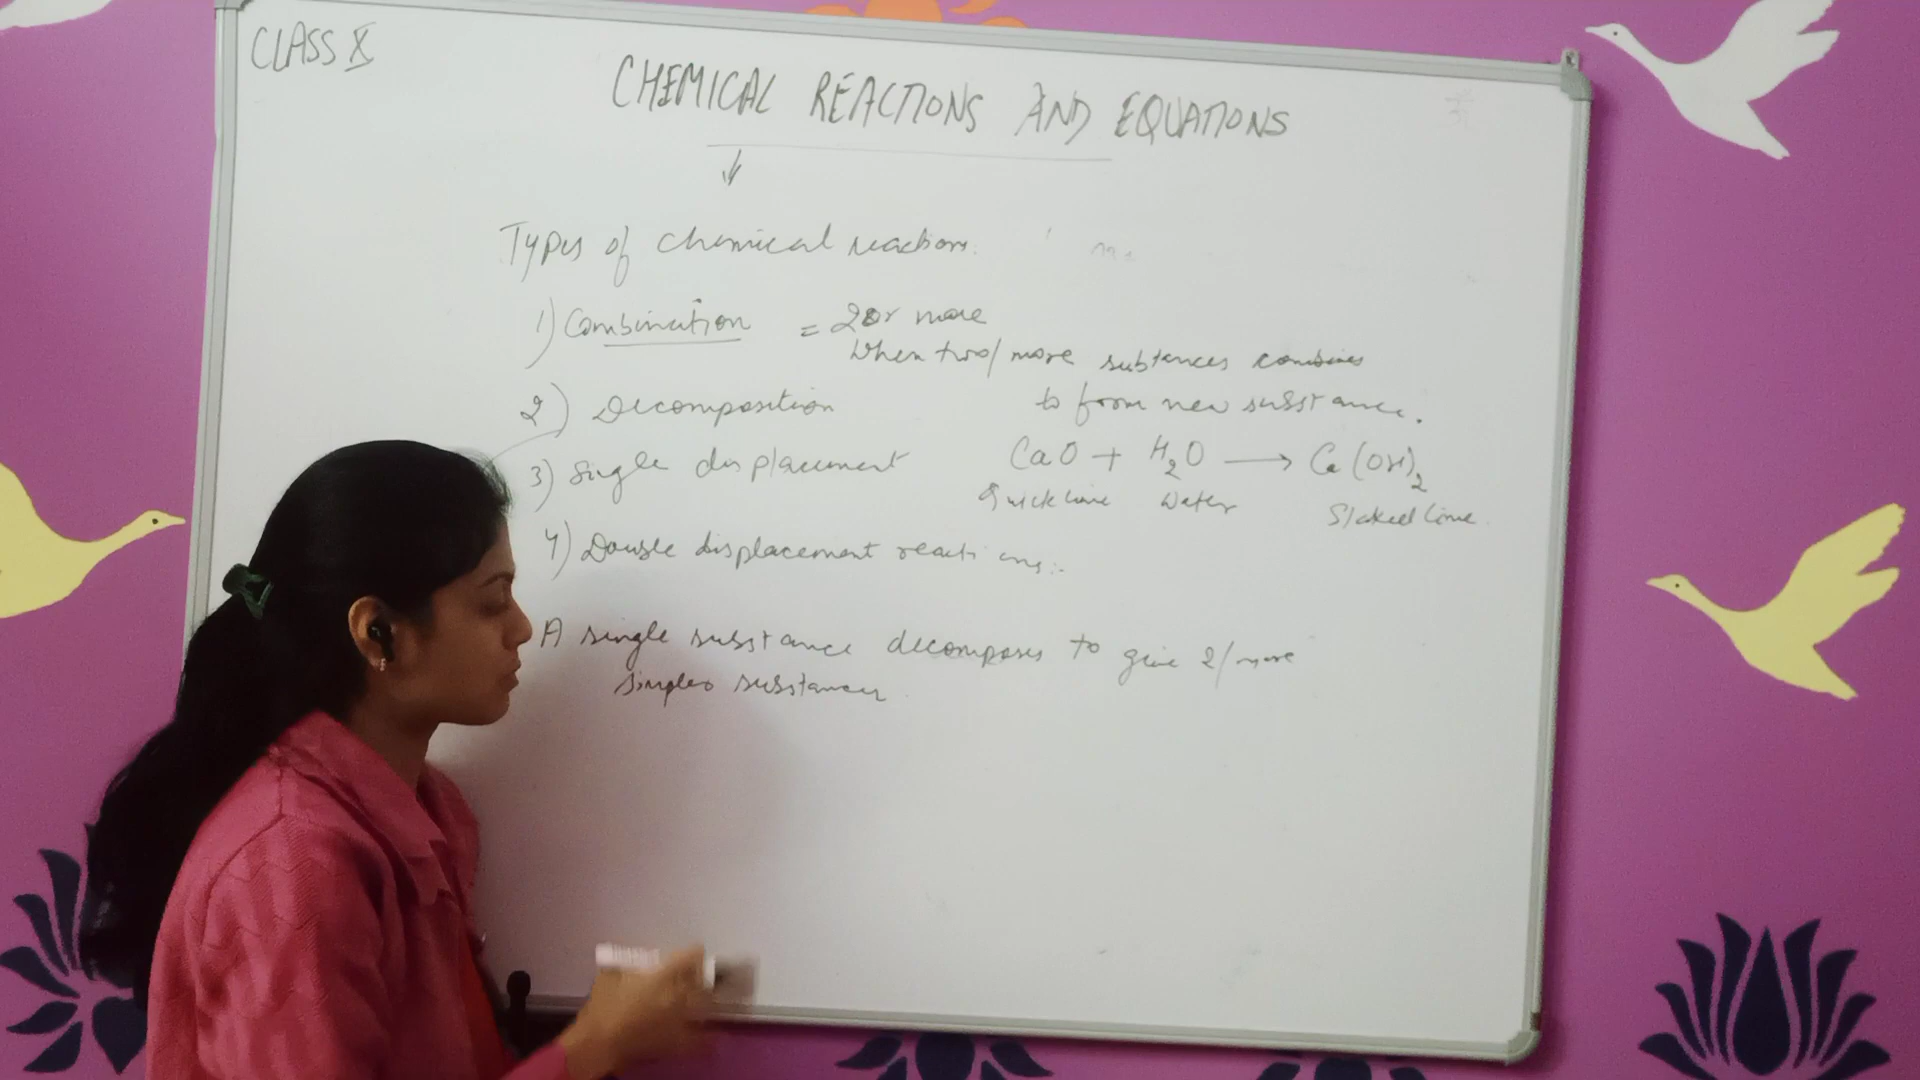 CLASS X
CHEMICAL REACTIONS AND EQUATIONS
Types of chemical reactions.
1) Combination = 2 or more
When two/more substances combines
to from new substance.
2) Decomposition
3) Single displacement
CaO + H₂O → Ca(OH)₂
Quick lime Water Slaked lime.
4) Double displacement reactions:-
A single substance decomposes to give 2/more
simpler substances.